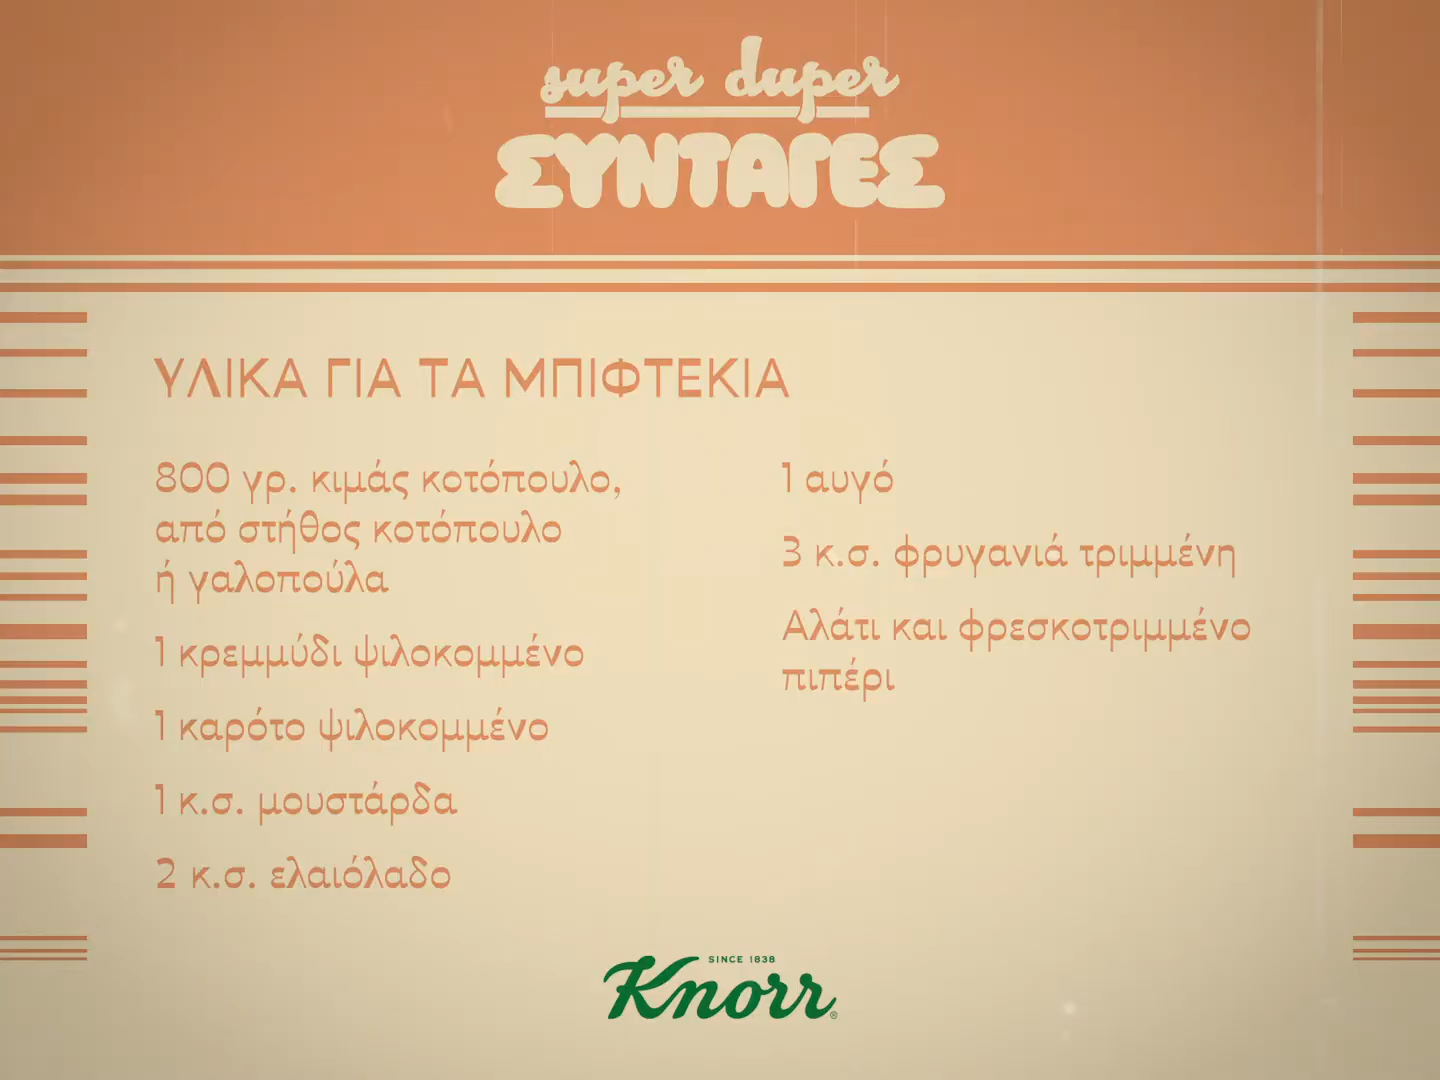 super duper
ΣΥΝΤΑΓΕΣ
ΥΛΙΚΑ ΓΙΑ ΤΑ ΜΠΙΦΤΕΚΙΑ
800 γρ. κιμάς κοτόπουλο,
από στήθος κοτόπουλο
ή γαλοπούλα
1 κρεμμύδι ψιλοκομμένο
1 καρότο ψιλοκομμένο
1 κ.σ. μουστάρδα
2 κ.σ. ελαιόλαδο
1 αυγό
3 κ.σ. φρυγανιά τριμμένη
Αλάτι και φρεσκοτριμμένο
πιπέρι
SINCE 1838
Knorr®